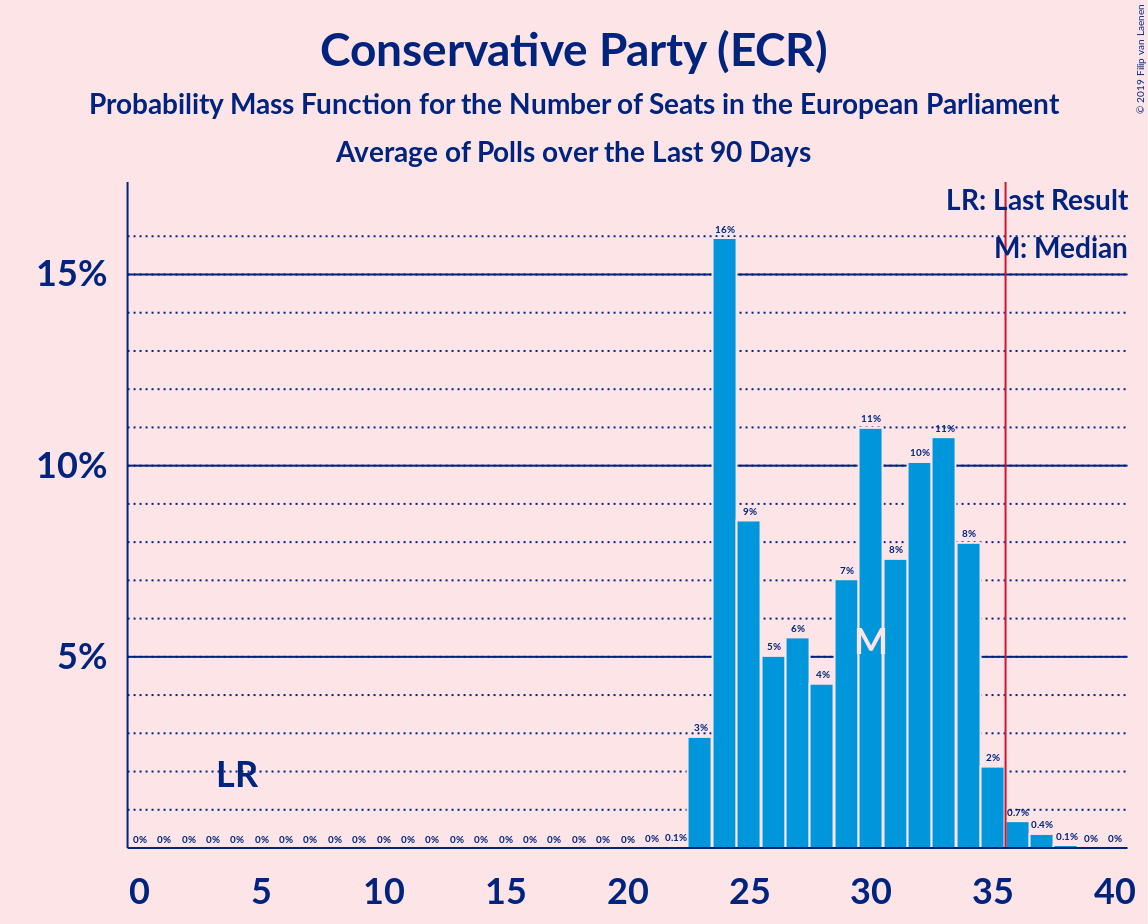 Conservative Party (ECR)
Probability Mass Function for the Number of Seats in the European Parliament
Average of Polls over the Last 90 Days
© 2019 Filip van Laenen
LR: Last Result
M: Median
15%
10%
5%
16%
9%
5%
6%
4%
7%
11%
8%
10%
11%
8%
2%
0.7%
0.4%
0.1%
0%
0%
3%
M
LR
0% 0% 0% 0% 0% 0% 0% 0% 0% 0% 0% 0% 0% 0% 0% 0% 0% 0% 0% 0% 0% 0% 0.1%
0 5 10 15 20 25 30 35 40